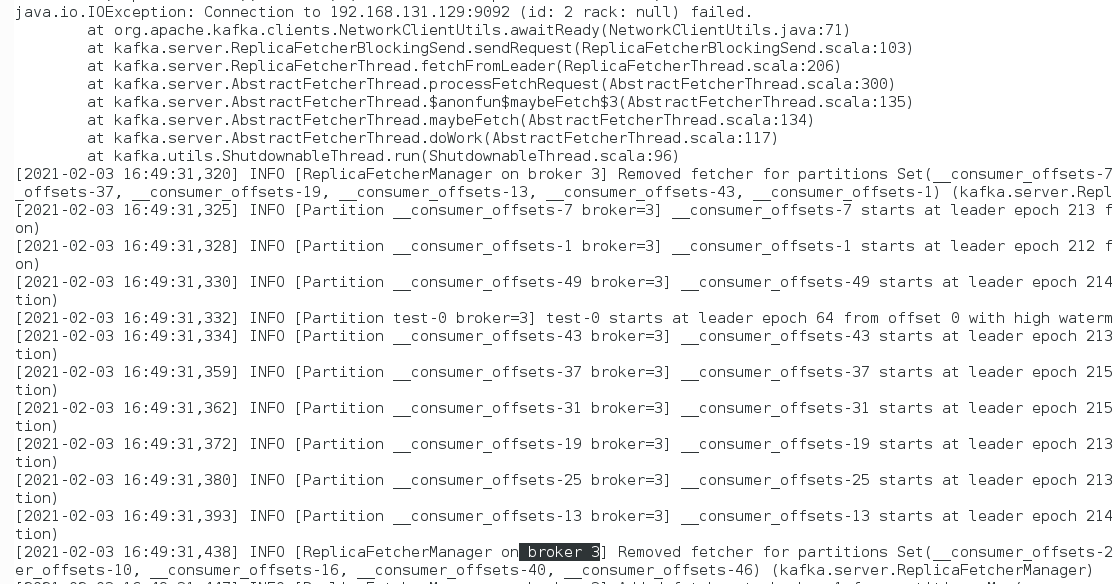 java.io.IOException: Connection to 192.168.131.129:9092 (id: 2 rack: null) failed.
        at org.apache.kafka.clients.NetworkClientUtils.awaitReady(NetworkClientUtils.java:71)
        at kafka.server.ReplicaFetcherBlockingSend.sendRequest(ReplicaFetcherBlockingSend.scala:103)
        at kafka.server.ReplicaFetcherThread.fetchFromLeader(ReplicaFetcherThread.scala:206)
        at kafka.server.AbstractFetcherThread.processFetchRequest(AbstractFetcherThread.scala:300)
        at kafka.server.AbstractFetcherThread.$anonfun$maybeFetch$3(AbstractFetcherThread.scala:135)
        at kafka.server.AbstractFetcherThread.maybeFetch(AbstractFetcherThread.scala:134)
        at kafka.server.AbstractFetcherThread.doWork(AbstractFetcherThread.scala:117)
        at kafka.utils.ShutdownableThread.run(ShutdownableThread.scala:96)
[2021-02-03 16:49:31,320] INFO [ReplicaFetcherManager on broker 3] Removed fetcher for partitions Set(__consumer_offsets-7
_offsets-37, __consumer_offsets-19, __consumer_offsets-13, __consumer_offsets-43, __consumer_offsets-1) (kafka.server.Repl
[2021-02-03 16:49:31,325] INFO [Partition __consumer_offsets-7 broker=3] __consumer_offsets-7 starts at leader epoch 213 f
on)
[2021-02-03 16:49:31,328] INFO [Partition __consumer_offsets-1 broker=3] __consumer_offsets-1 starts at leader epoch 212 f
on)
[2021-02-03 16:49:31,330] INFO [Partition __consumer_offsets-49 broker=3] __consumer_offsets-49 starts at leader epoch 214
tion)
[2021-02-03 16:49:31,332] INFO [Partition test-0 broker=3] test-0 starts at leader epoch 64 from offset 0 with high waterm
[2021-02-03 16:49:31,334] INFO [Partition __consumer_offsets-43 broker=3] __consumer_offsets-43 starts at leader epoch 213
tion)
[2021-02-03 16:49:31,359] INFO [Partition __consumer_offsets-37 broker=3] __consumer_offsets-37 starts at leader epoch 215
tion)
[2021-02-03 16:49:31,362] INFO [Partition __consumer_offsets-31 broker=3] __consumer_offsets-31 starts at leader epoch 215
tion)
[2021-02-03 16:49:31,372] INFO [Partition __consumer_offsets-19 broker=3] __consumer_offsets-19 starts at leader epoch 213
tion)
[2021-02-03 16:49:31,380] INFO [Partition __consumer_offsets-25 broker=3] __consumer_offsets-25 starts at leader epoch 213
tion)
[2021-02-03 16:49:31,393] INFO [Partition __consumer_offsets-13 broker=3] __consumer_offsets-13 starts at leader epoch 214
tion)
[2021-02-03 16:49:31,438] INFO [ReplicaFetcherManager on broker 3] Removed fetcher for partitions Set(__consumer_offsets-2
er_offsets-10, __consumer_offsets-16, __consumer_offsets-40, __consumer_offsets-46) (kafka.server.ReplicaFetcherManager)